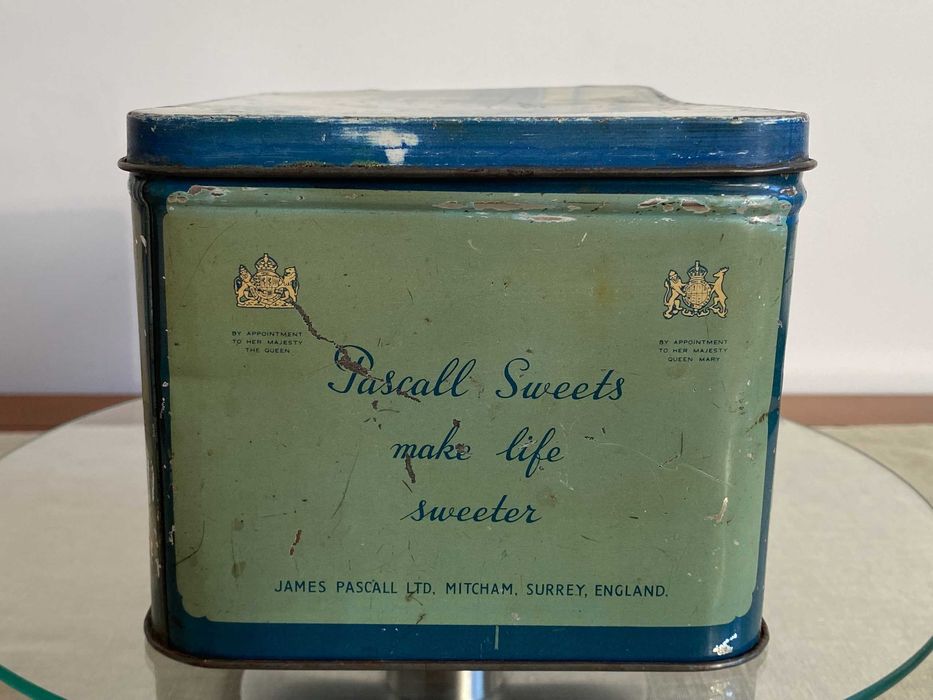 BY APPOINTMENT
TO HER MAJESTY
THE QUEEN
BY APPOINTMENT
TO HER MAJESTY
QUEEN MARY
Pascall Sweets
make life
sweeter
JAMES PASCALL LTD. MITCHAM, SURREY, ENGLAND.